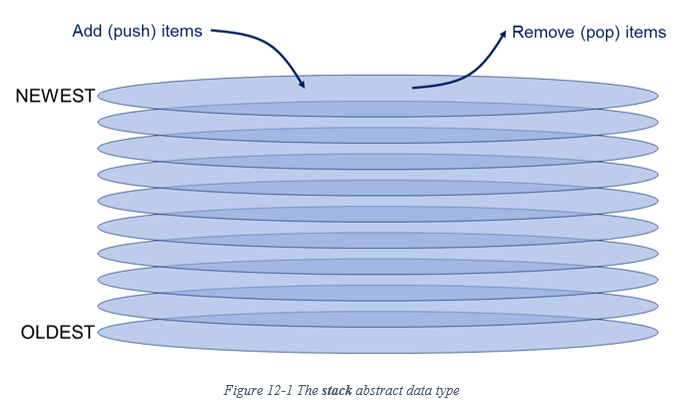 Add (push) items
Remove (pop) items
NEWEST
OLDEST
Figure 12-1 The stack abstract data type